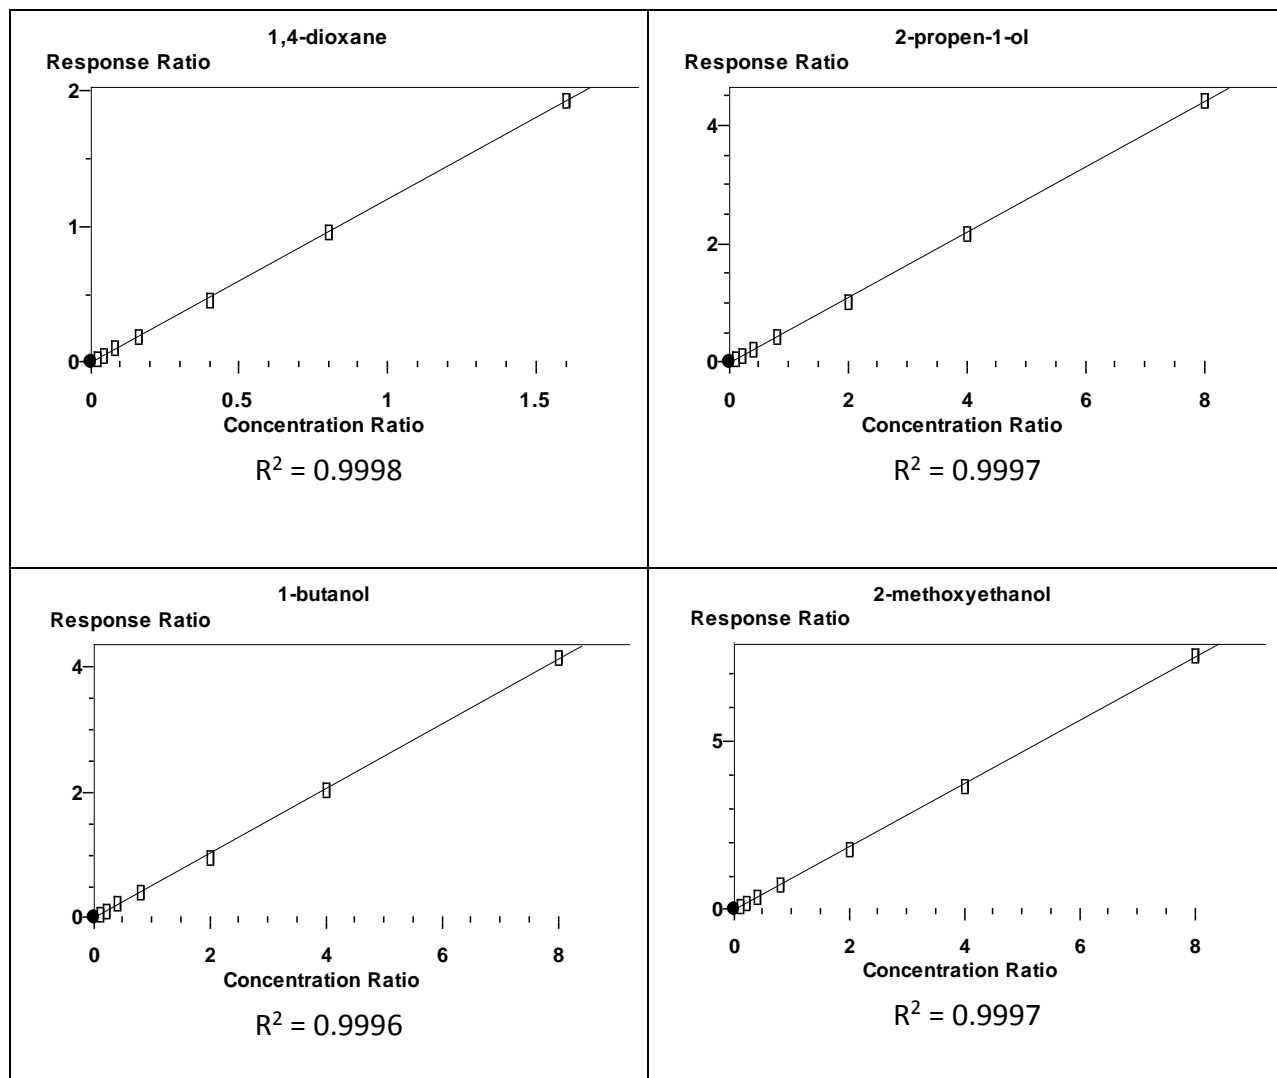 1,4-dioxane
Response Ratio
2
1
0
0 0.5 1 1.5
Concentration Ratio
R² = 0.9998
2-propen-1-ol
Response Ratio
4
2
0
0 2 4 6 8
Concentration Ratio
R² = 0.9997
1-butanol
Response Ratio
4
2
0
0 2 4 6 8
Concentration Ratio
R² = 0.9996
2-methoxyethanol
Response Ratio
5
0
0 2 4 6 8
Concentration Ratio
R² = 0.9997